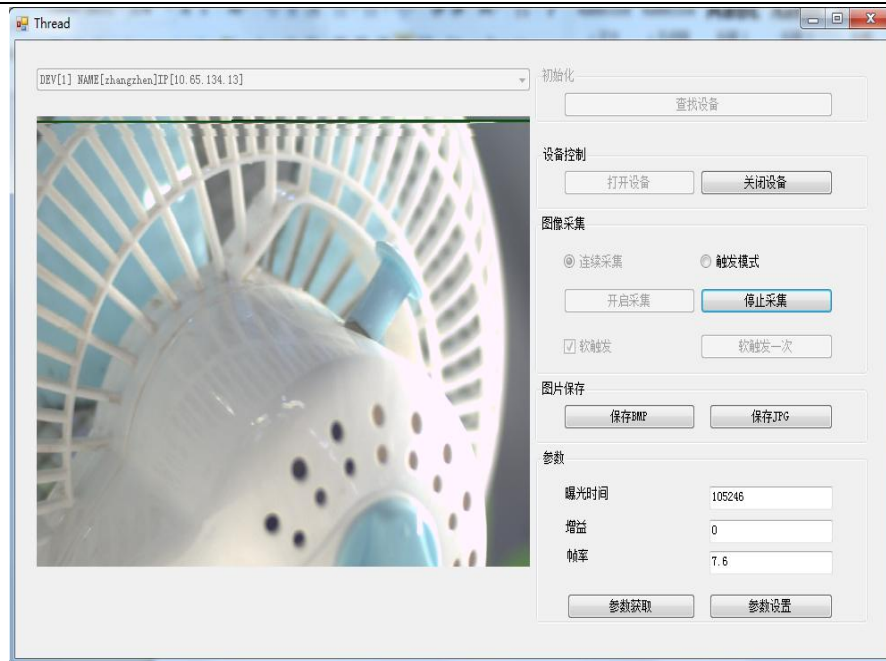 Thread
DEV[1] NAME[zhangzhen]IP[10.65.134.13]
初始化
查找设备
设备控制
打开设备 关闭设备
图像采集
连续采集 触发模式
开启采集 停止采集
软触发 软触发一次
图片保存
保存BMP 保存JPG
参数
曝光时间 105246
增益 0
帧率 7.6
参数获取 参数设置